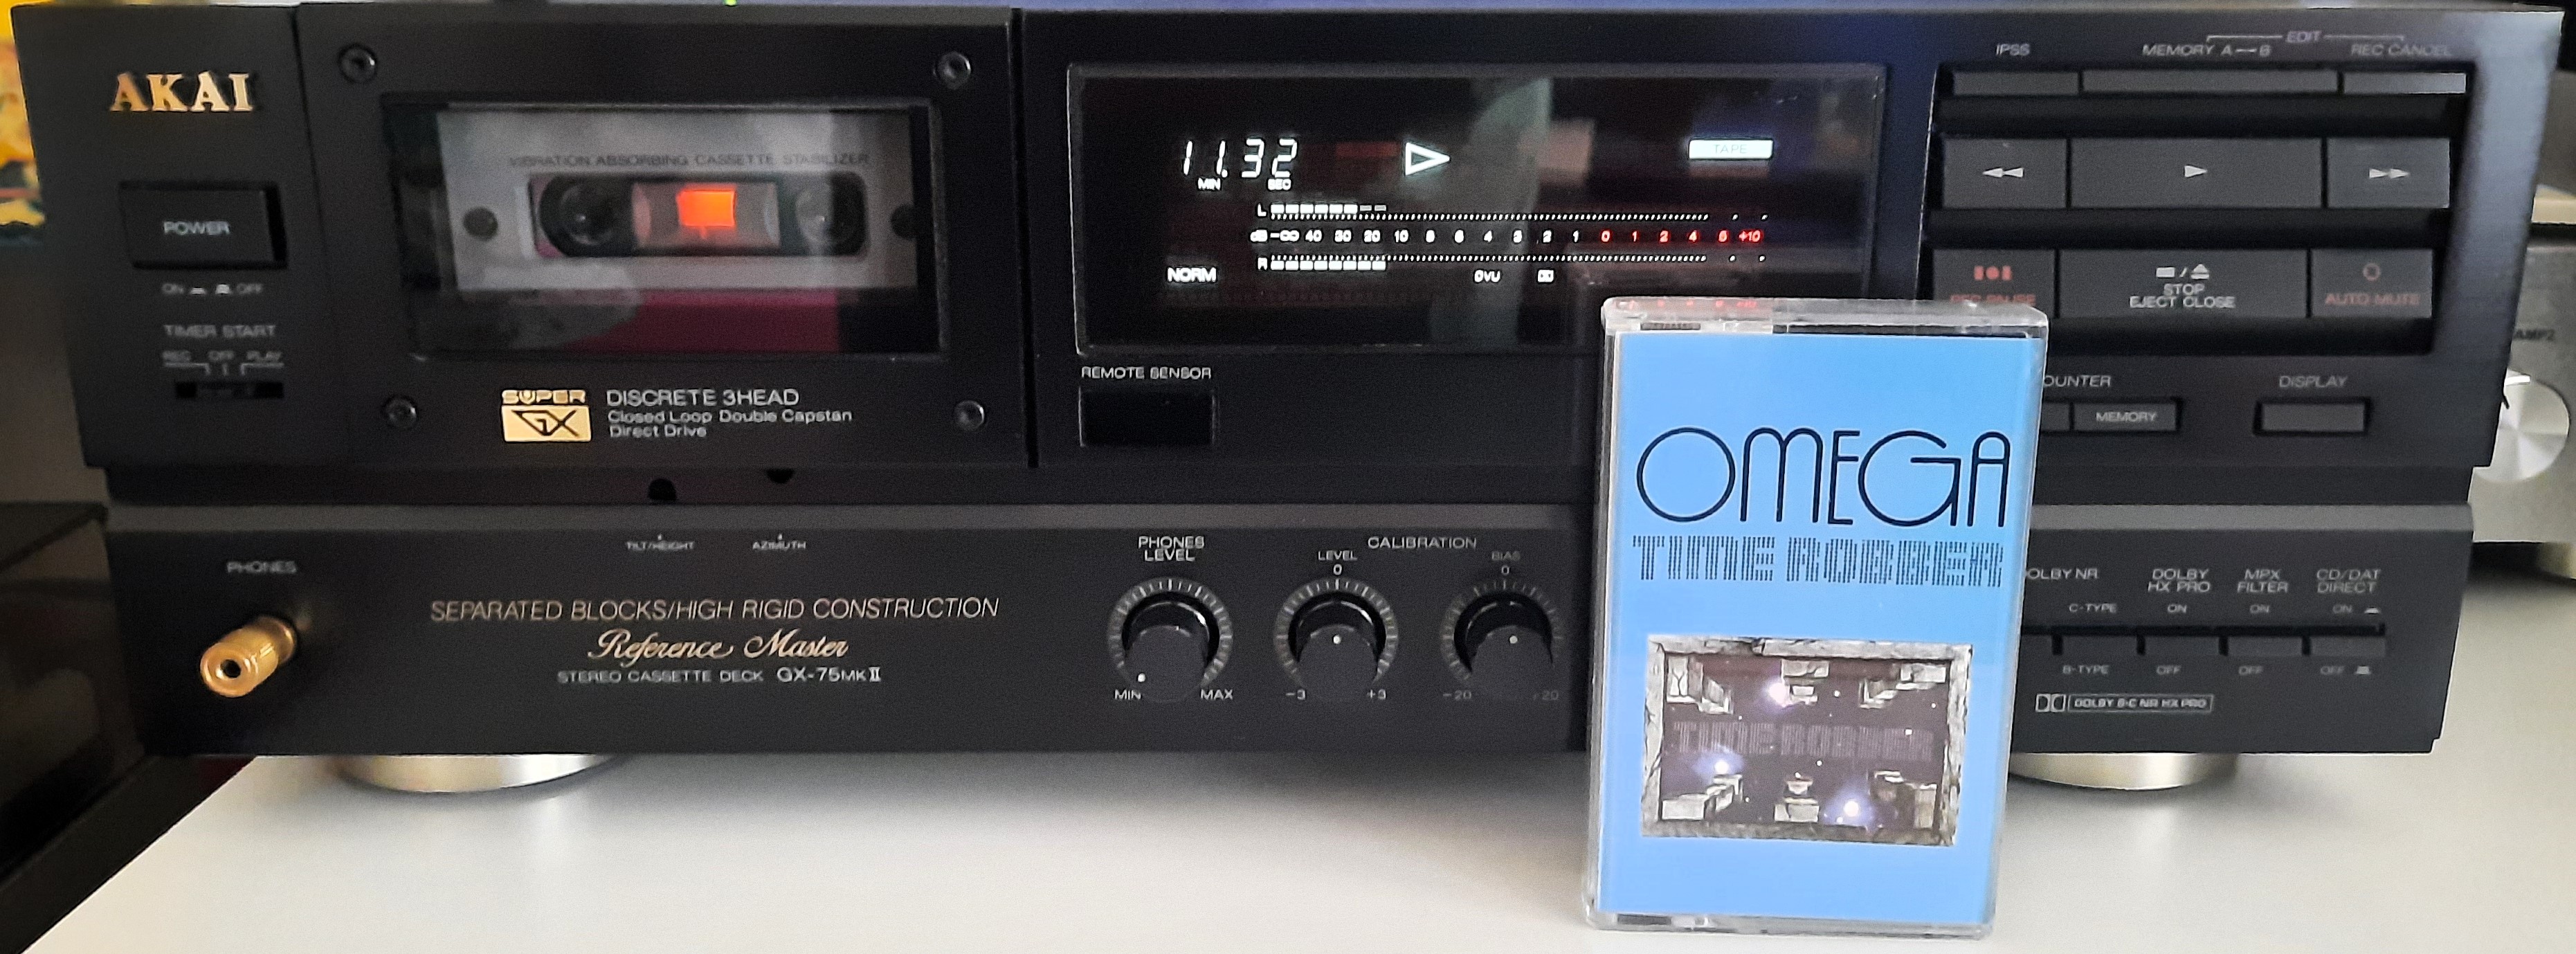 AKAI
POWER
ON OFF
TIMER START
REC OFF PLAY
VIBRATION ABSORBING CASSETTE STABILIZER
SUPER
GX
DISCRETE 3HEAD
Closed Loop Double Capstan
Direct Drive
11.32
MIN SEC
TAPE
L
dB -∞ 40 30 20 10 8 6 4 3 2 1 0 1 2 4 6 +10
R
NORM
REMOTE SENSOR
IPSS
EDIT
MEMORY A—B REC CANCEL
REC PAUSE
STOP
EJECT CLOSE
AUTO MUTE
MEMORY
DISPLAY
PHONES
TILT/HEIGHT
AZIMUTH
SEPARATED BLOCKS/HIGH RIGID CONSTRUCTION
Reference Master
STEREO CASSETTE DECK GX-75MKII
PHONES
LEVEL
MIN MAX
CALIBRATION
LEVEL
0
-3 +3
BIAS
0
-20 +20
OMEGA
TIME ROBBER
TIME ROBBER
OLBY NR
C-TYPE
B-TYPE
DOLBY
HX PRO
ON
OFF
MPX
FILTER
ON
OFF
CD/DAT
DIRECT
ON
OFF
DOLBY B-C NR HX PRO